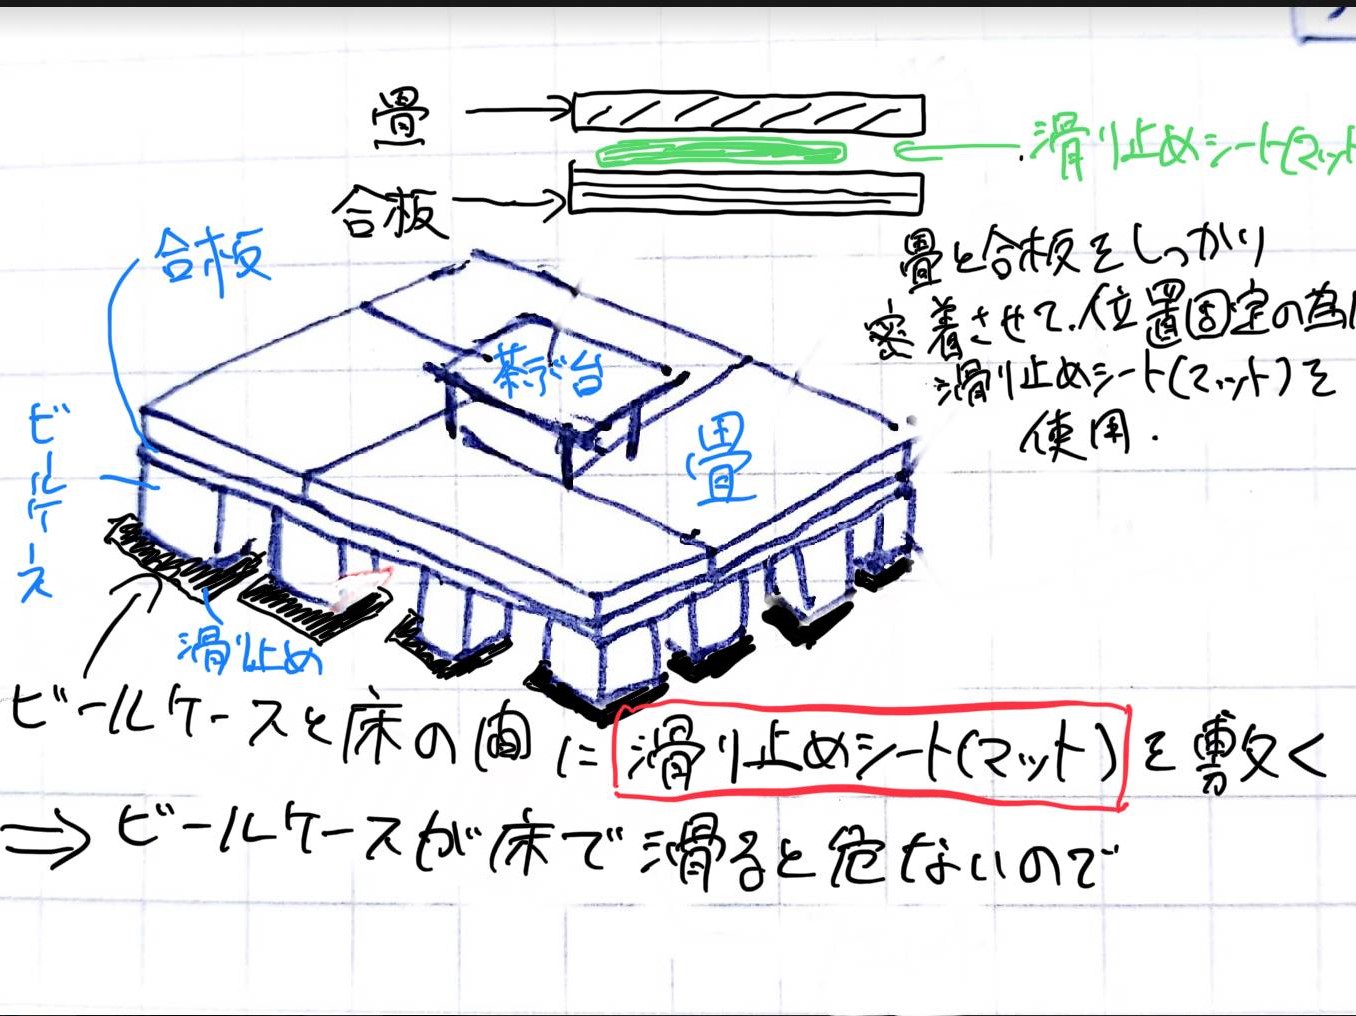 畳
滑り止めシート(マット
合板
合板
畳と合板をしっかり
密着させて、位置固定の為
滑り止めシート(マット)を
使用.
茶ぶ台
畳
ビールケース
滑り止め
ビールケースと床の間に滑り止めシート(マット)を敷く
⇒ビールケースが床で滑ると危ないので